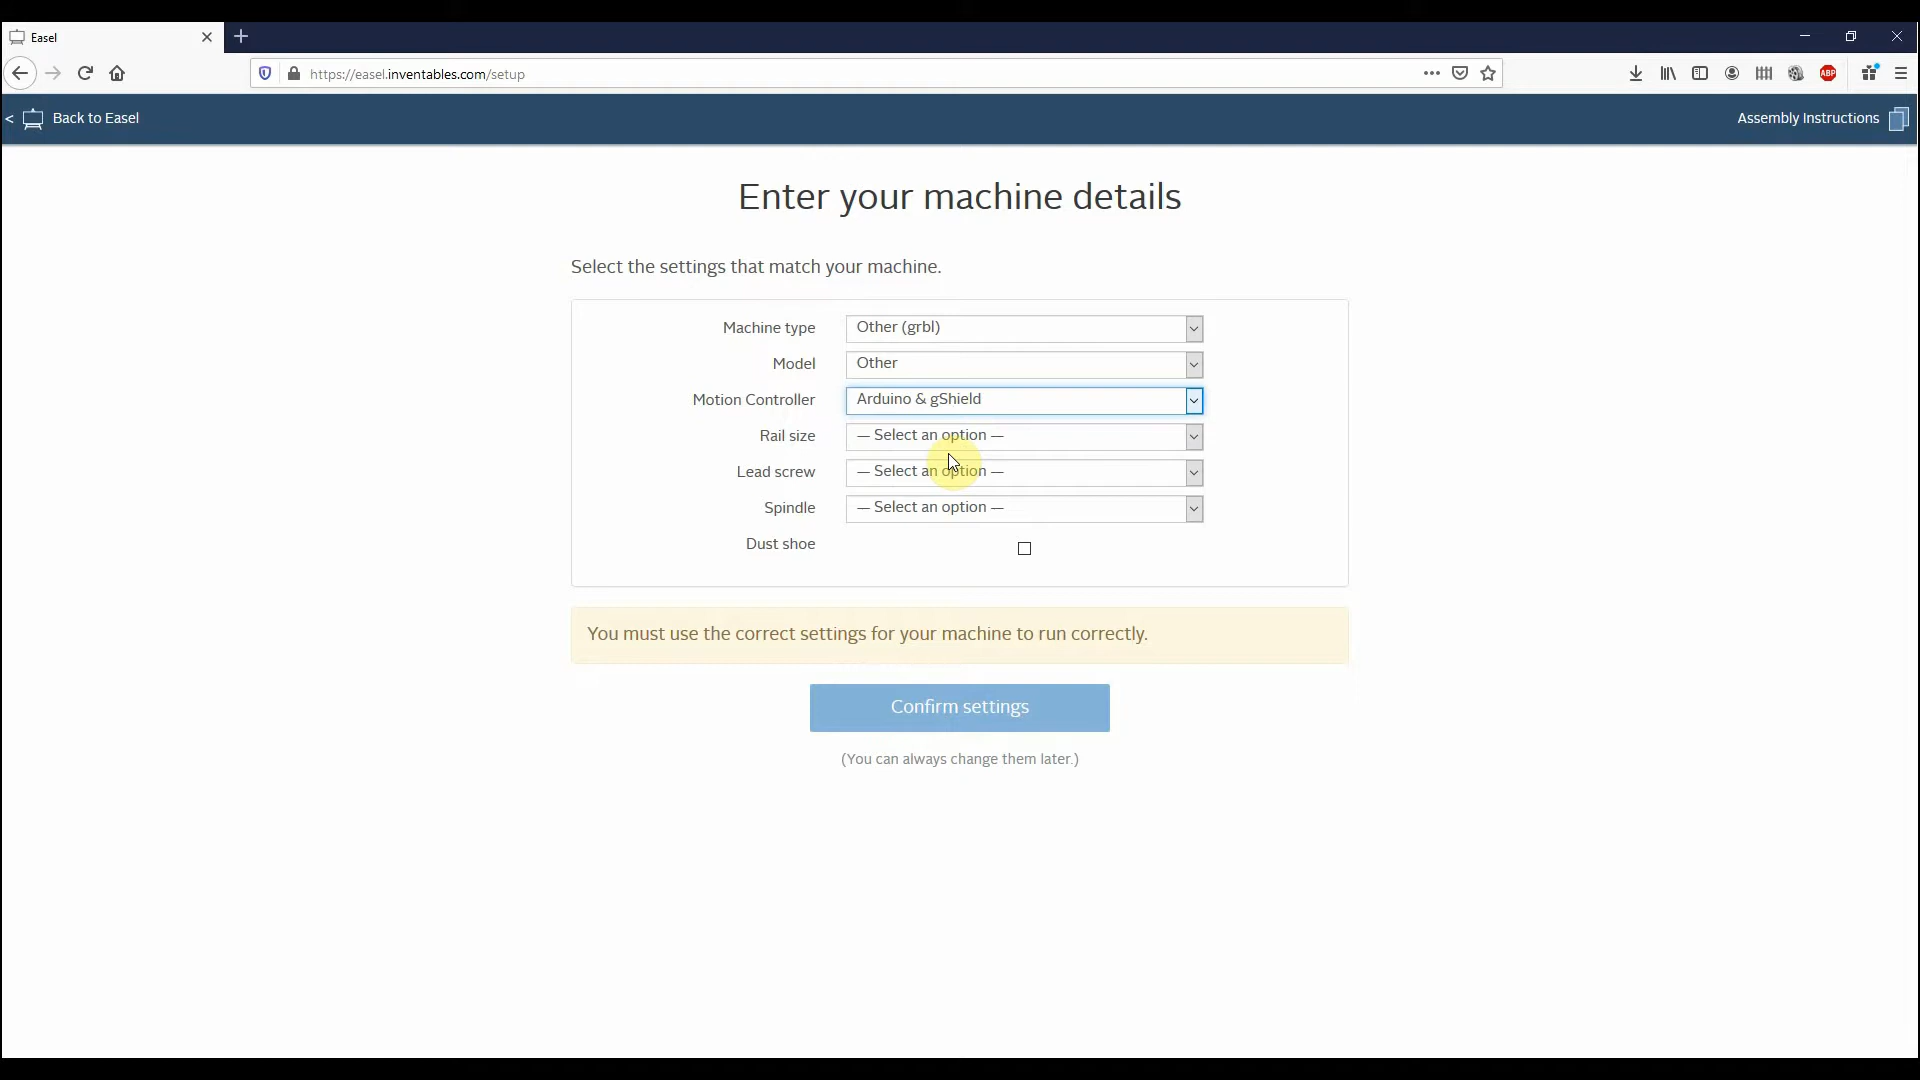 Easel
https://easel.inventables.com/setup
ABP
< Back to Easel
Assembly Instructions
Enter your machine details
Select the settings that match your machine.
Machine type Other (grbl)
Model Other
Motion Controller Arduino & gShield
Rail size — Select an option —
Lead screw — Select an option —
Spindle — Select an option —
Dust shoe
You must use the correct settings for your machine to run correctly.
Confirm settings
(You can always change them later.)